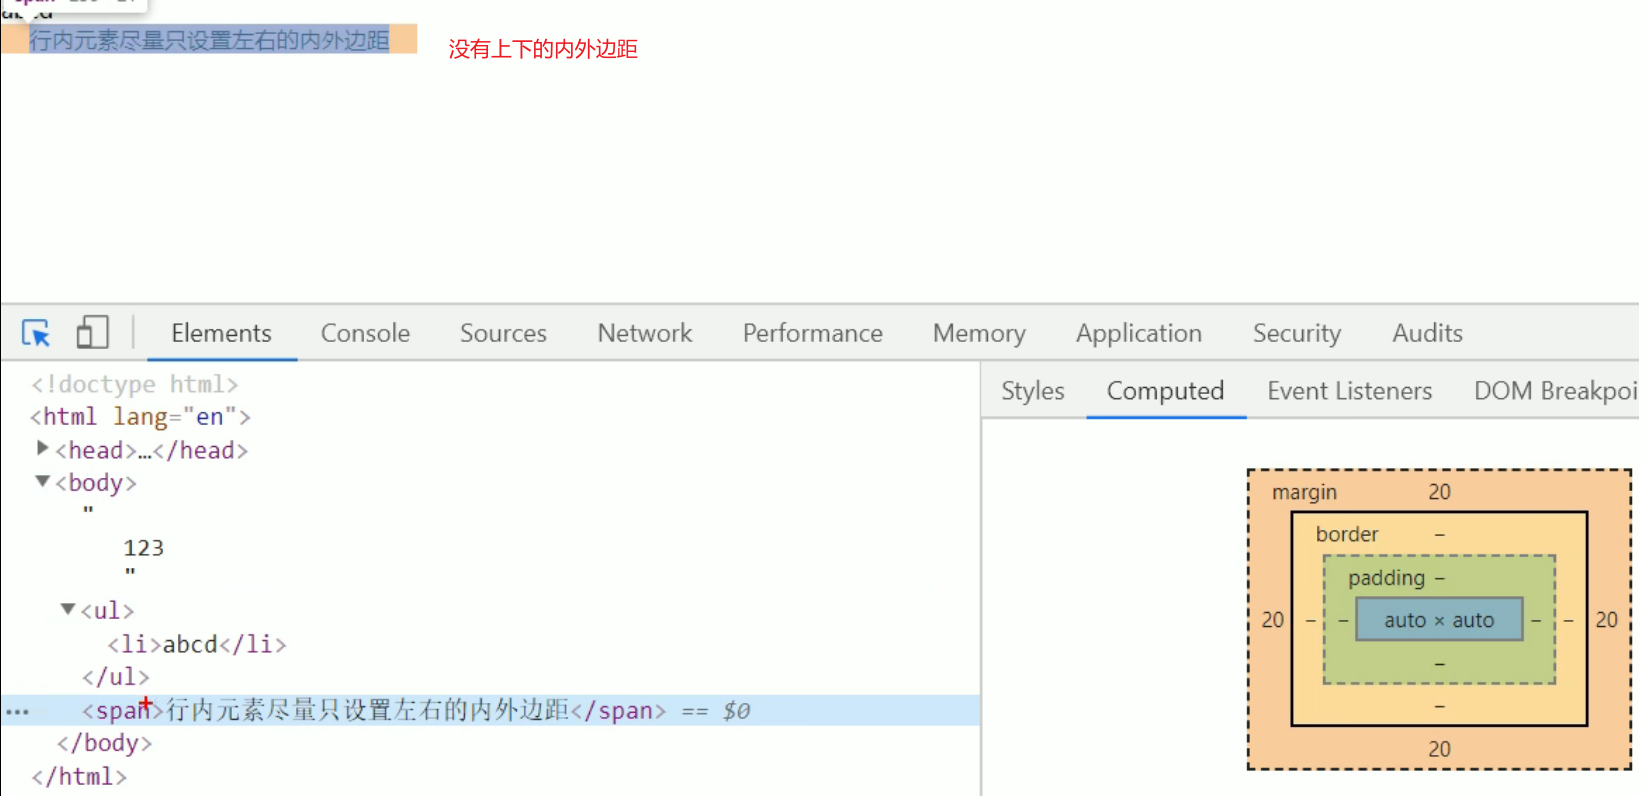 行内元素尽量只设置左右的内外边距
没有上下的内外边距
Elements Console Sources Network Performance Memory Application Security Audits
<!doctype html>
<html lang="en">
<head>…</head>
<body>
"
123
"
<ul>
<li>abcd</li>
</ul>
<span>行内元素尽量只设置左右的内外边距</span> == $0
</body>
</html>
Styles Computed Event Listeners DOM Breakpoi
margin 20
border –
padding –
20 – – auto × auto – – 20
–
–
20